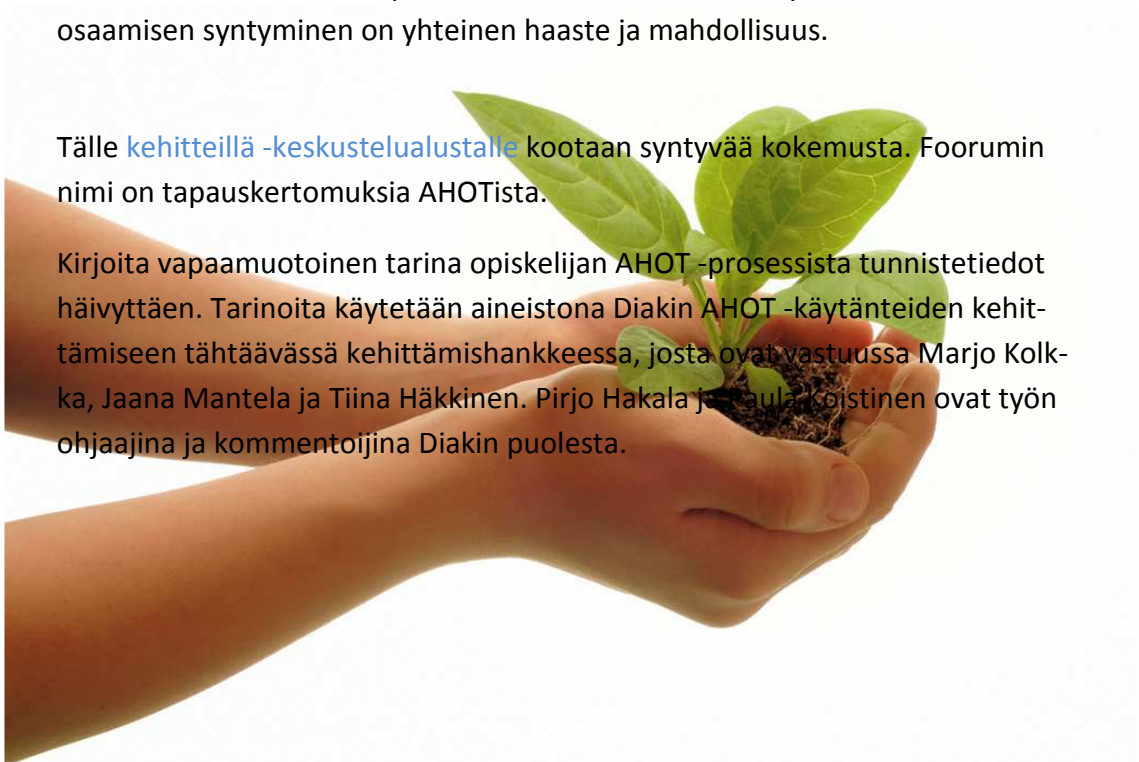 osaamisen syntyminen on yhteinen haaste ja mahdollisuus.
Tälle kehitteillä -keskustelualustalle kootaan syntyvää kokemusta. Foorumin
nimi on tapauskertomuksia AHOTista.
Kirjoita vapaamuotoinen tarina opiskelijan AHOT -prosessista tunnistetiedot
häivyttäen. Tarinoita käytetään aineistona Diakin AHOT -käytänteiden kehit-
tämiseen tähtäävässä kehittämishankkeessa, josta ovat vastuussa Marjo Kolk-
ka, Jaana Mantela ja Tiina Häkkinen. Pirjo Hakala ja Paula Koistinen ovat työn
ohjaajina ja kommentoijina Diakin puolesta.